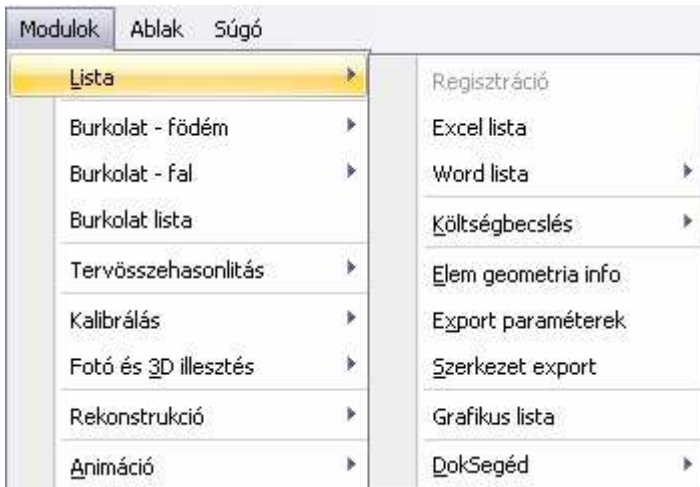 Modulok Ablak Súgó
Lista
Burkolat - födém
Burkolat - fal
Burkolat lista
Tervösszehasonlitás
Kalibrálás
Fotó és 3D illesztés
Rekonstrukció
Animáció
Regisztráció
Excel lista
Word lista
Költségbecslés
Elem geometria info
Export paraméterek
Szerkezet export
Grafikus lista
DokSegéd